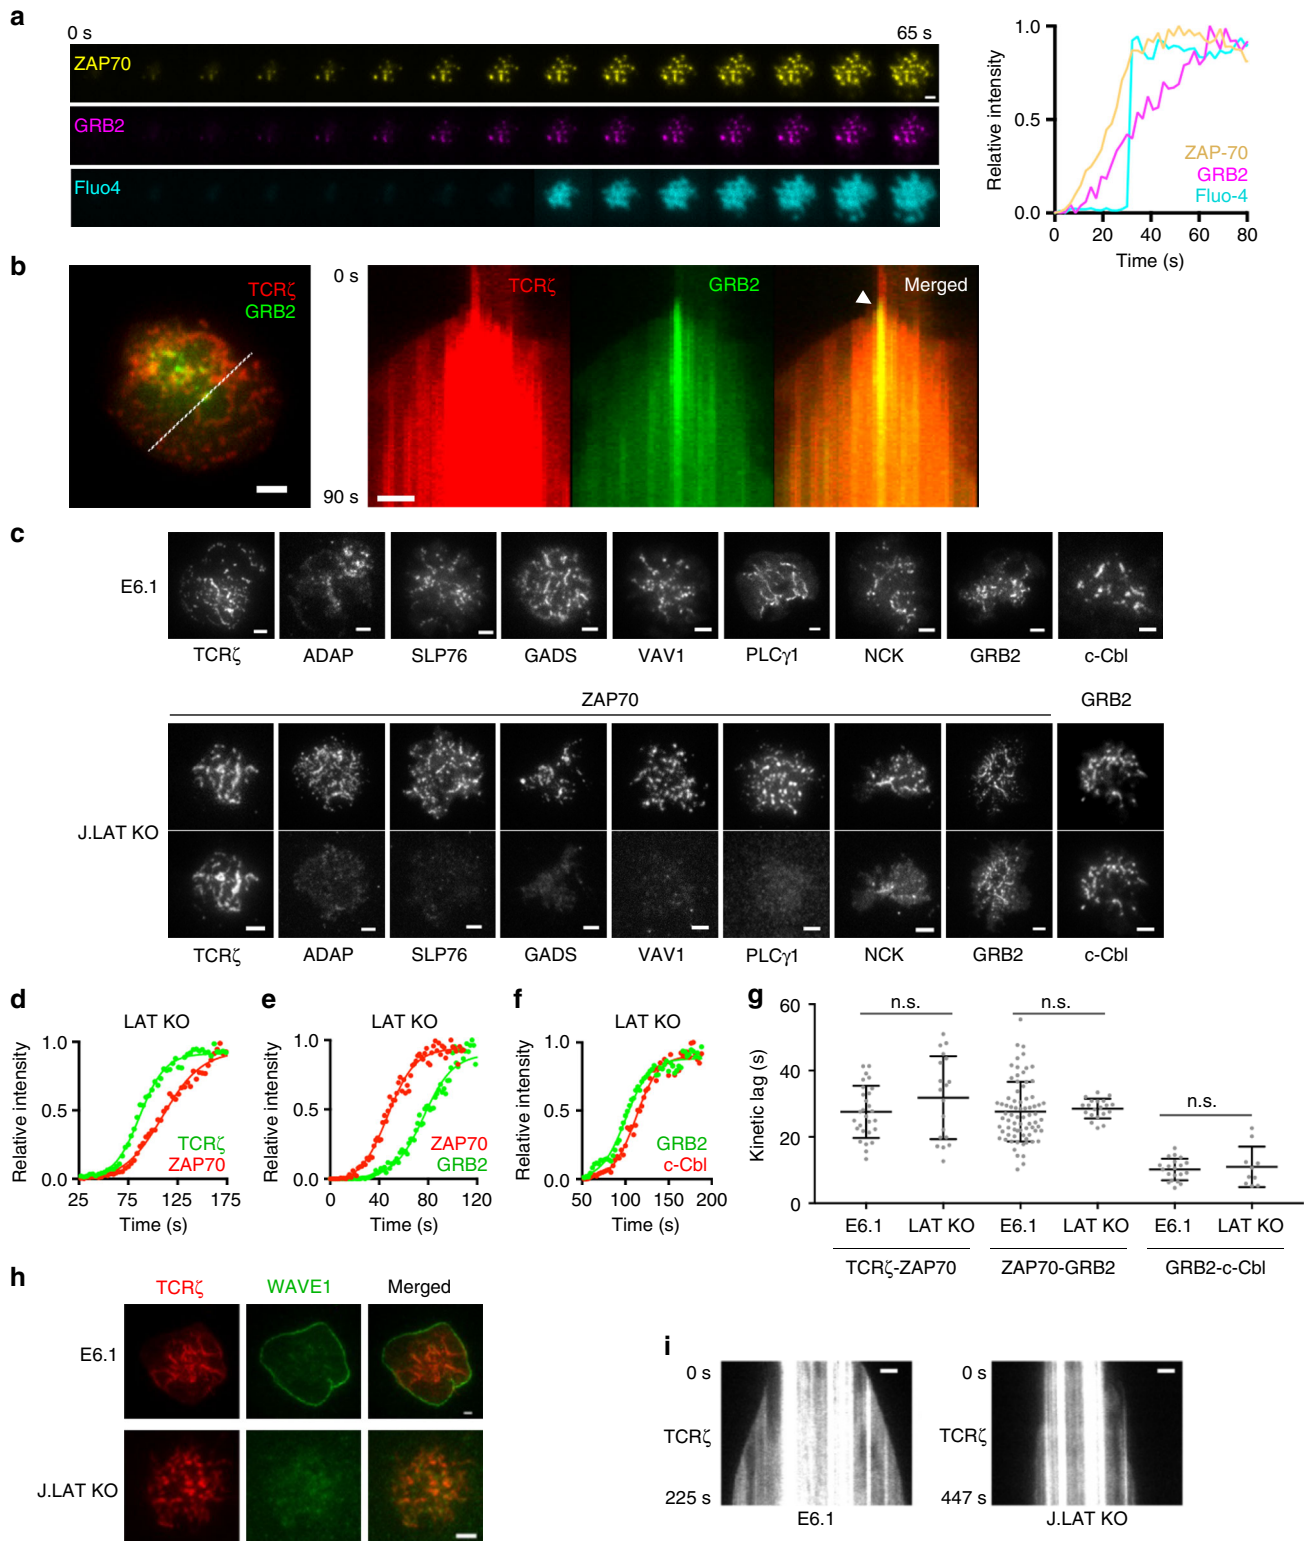 a
0 s
65 s
ZAP70
GRB2
Fluo4
Relative intensity
1.0
0.5
0.0
ZAP-70
GRB2
Fluo-4
0 20 40 60 80
Time (s)
b
TCRζ
GRB2
0 s
90 s
TCRζ
GRB2
Merged
c
E6.1
TCRζ ADAP SLP76 GADS VAV1 PLCγ1 NCK GRB2 c-Cbl
ZAP70 GRB2
J.LAT KO
TCRζ ADAP SLP76 GADS VAV1 PLCγ1 NCK GRB2 c-Cbl
d
LAT KO
Relative intensity
1.0
0.5
0.0
TCRζ
ZAP70
25 75 125 175
Time (s)
e
LAT KO
Relative intensity
1.0
0.5
0.0
ZAP70
GRB2
0 40 80 120
Time (s)
f
LAT KO
Relative intensity
1.0
0.5
0.0
GRB2
c-Cbl
50 100 150 200
Time (s)
g
Kinetic lag (s)
60
40
20
0
n.s.
n.s.
n.s.
E6.1 LAT KO E6.1 LAT KO E6.1 LAT KO
TCRζ-ZAP70 ZAP70-GRB2 GRB2-c-Cbl
h
TCRζ WAVE1 Merged
E6.1
J.LAT KO
i
0 s
TCRζ
225 s
E6.1
0 s
TCRζ
447 s
J.LAT KO